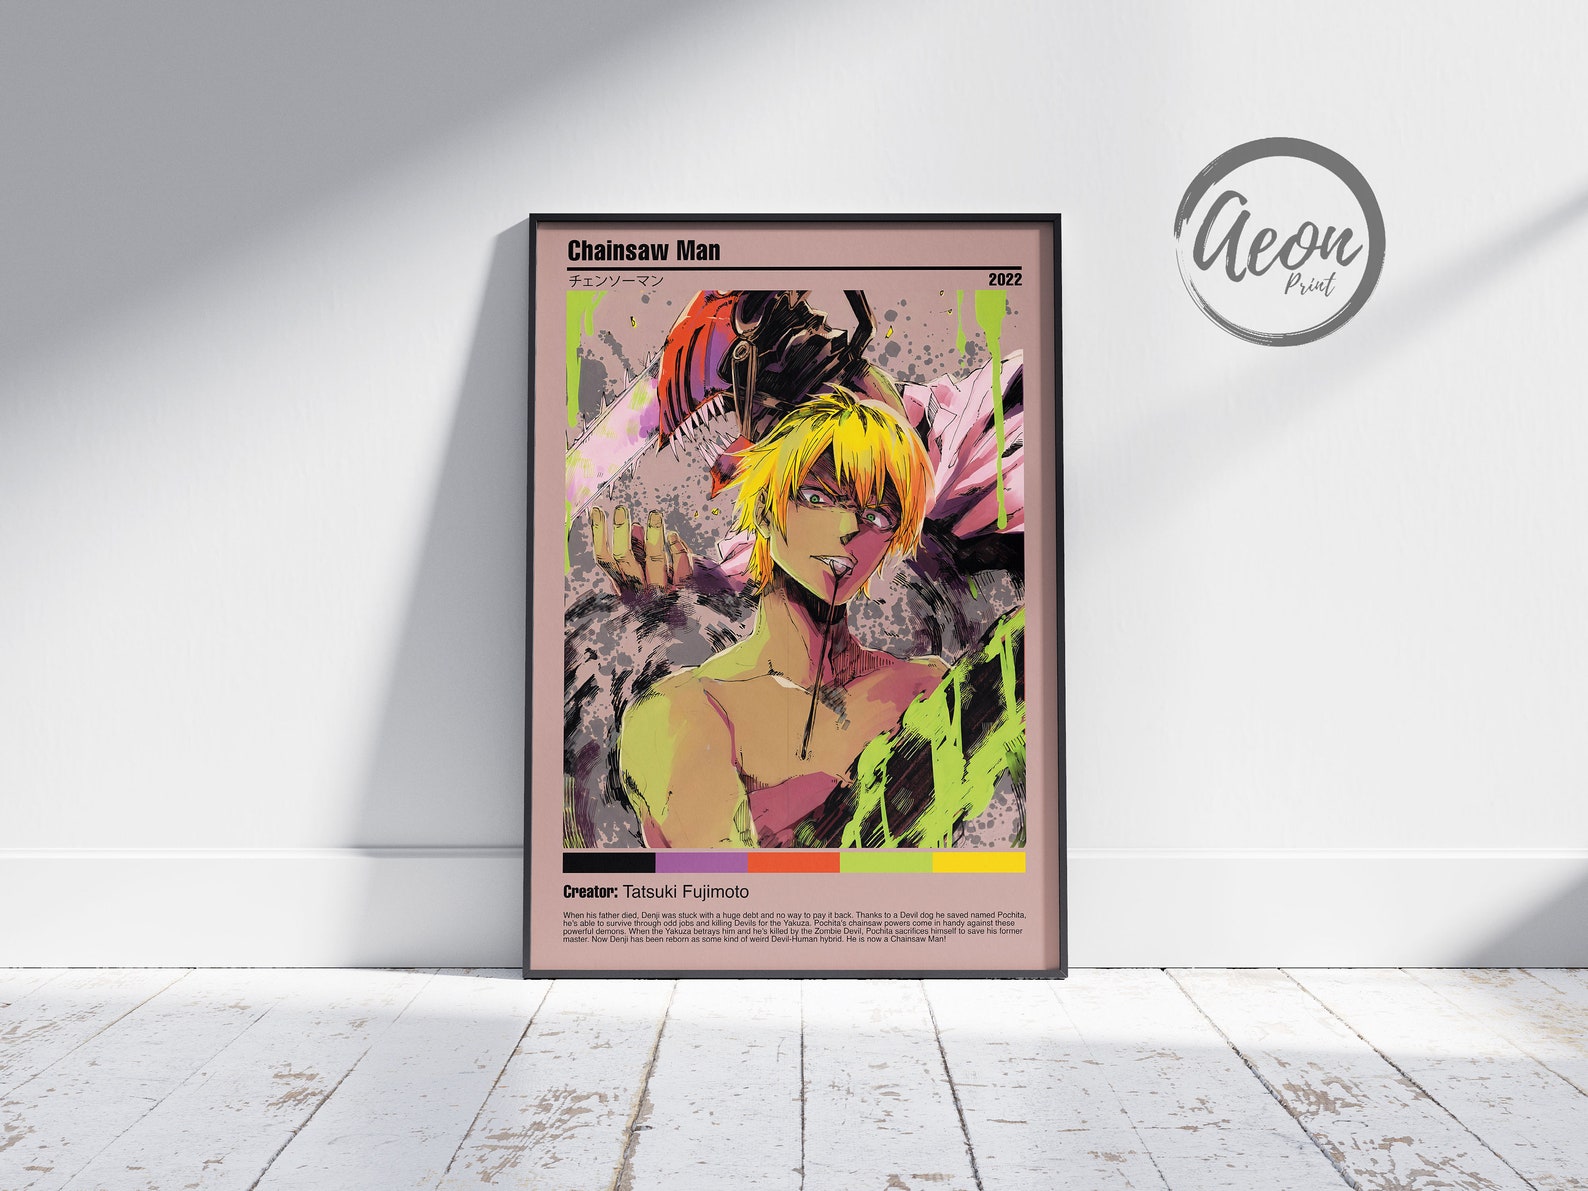 Chainsaw Man
チェンソーマン
2022
Aeon
Print
Creator: Tatsuki Fujimoto
When his father died, Denji was stuck with a huge debt and no way to pay it back. Thanks to a Devil dog he saved named Pochita,
he's able to survive through odd jobs and killing Devils for the Yakuza. Pochita's chainsaw powers come in handy against these
powerful demons. When the Yakuza betrays him and he's killed by the Zombie Devil, Pochita sacrifices himself to save his former
master. Now Denji has been reborn as some kind of weird Devil-Human hybrid. He is now a Chainsaw Man!